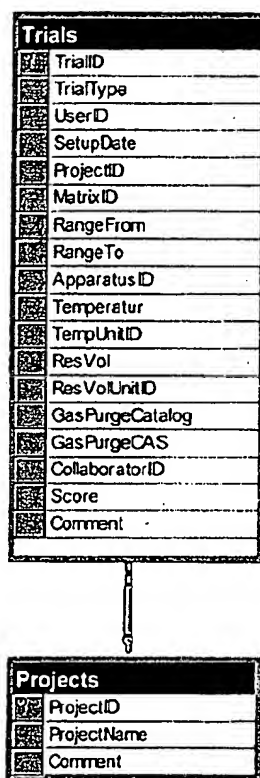 Trials
TrialID
TrialType
UserID
SetupDate
ProjectID
MatrixID
RangeFrom
RangeTo
ApparatusID
Temperatur
TempUnitID
ResVol
ResVolUnitID
GasPurgeCatalog
GasPurgeCAS
CollaboratorID
Score
Comment
Projects
ProjectID
ProjectName
Comment